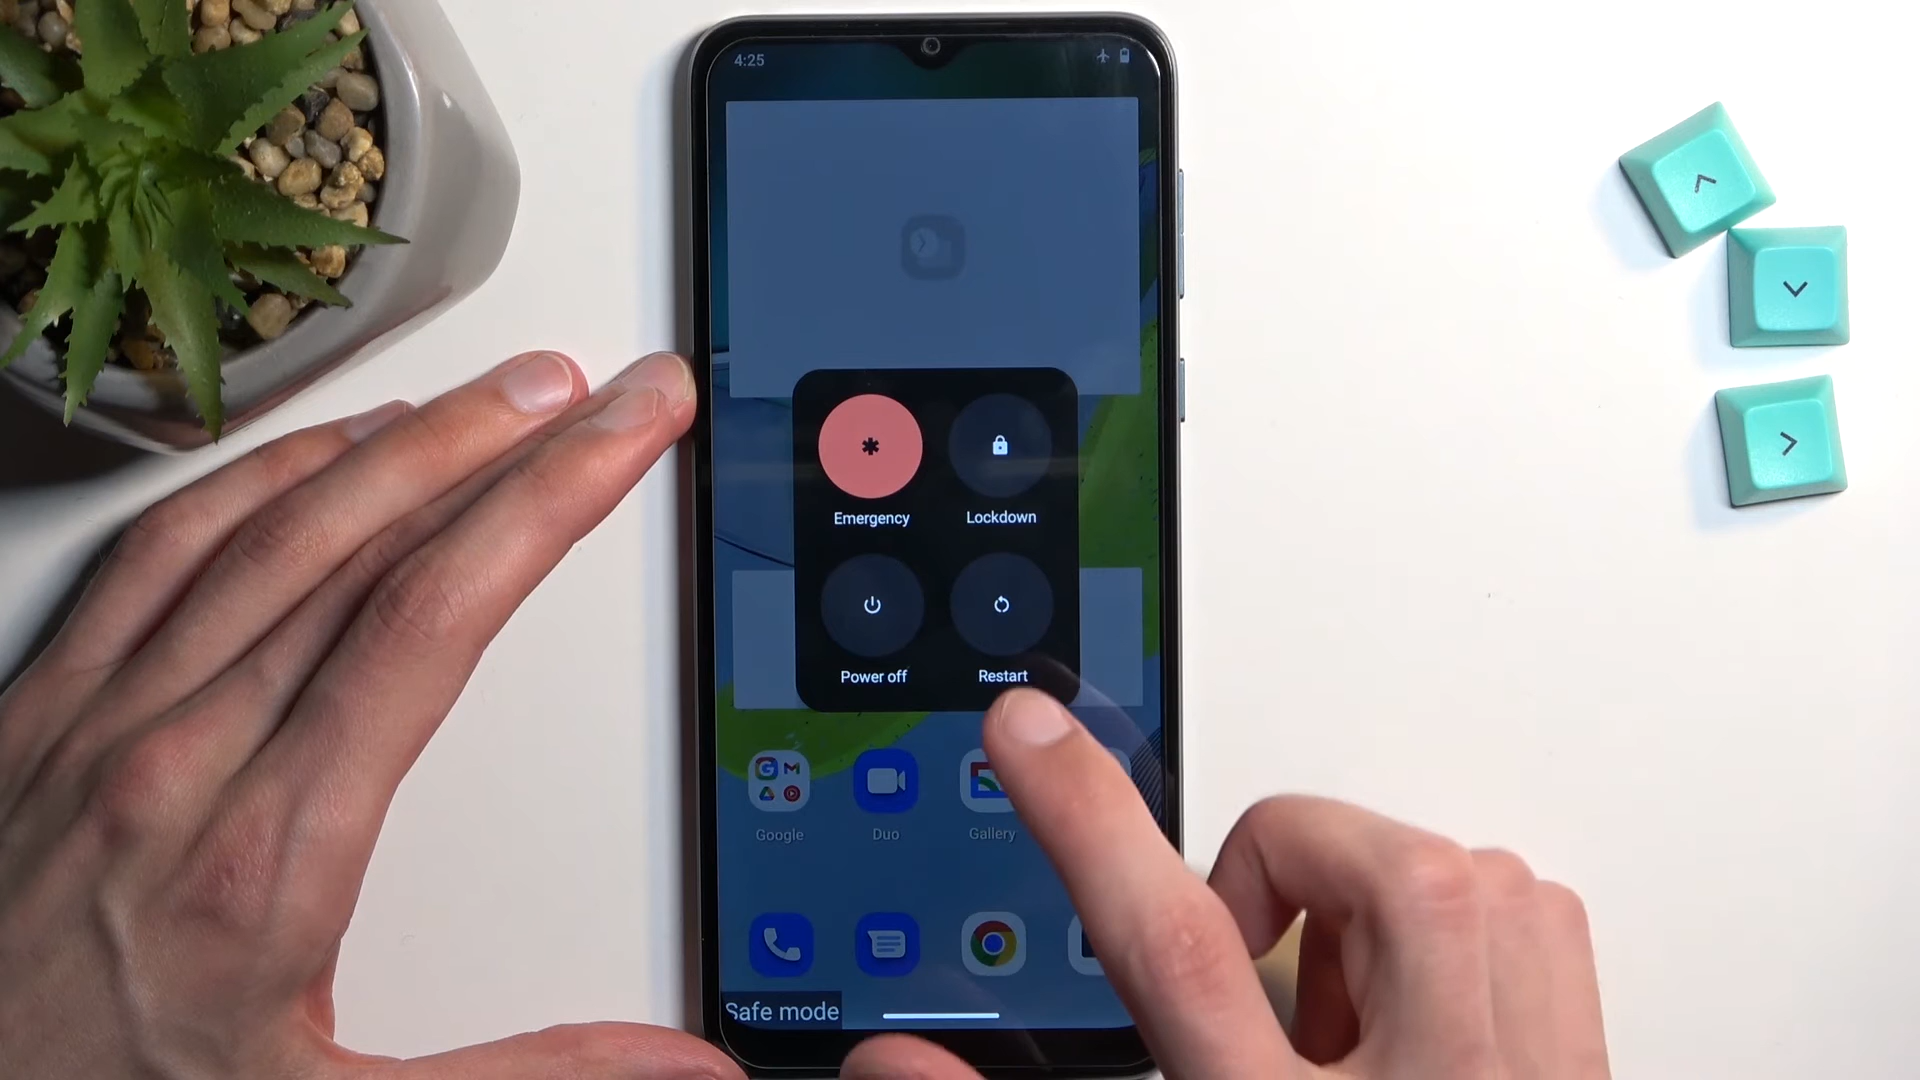 4:25
Emergency
Lockdown
Power off
Restart
Google
Duo
Gallery
Safe mode